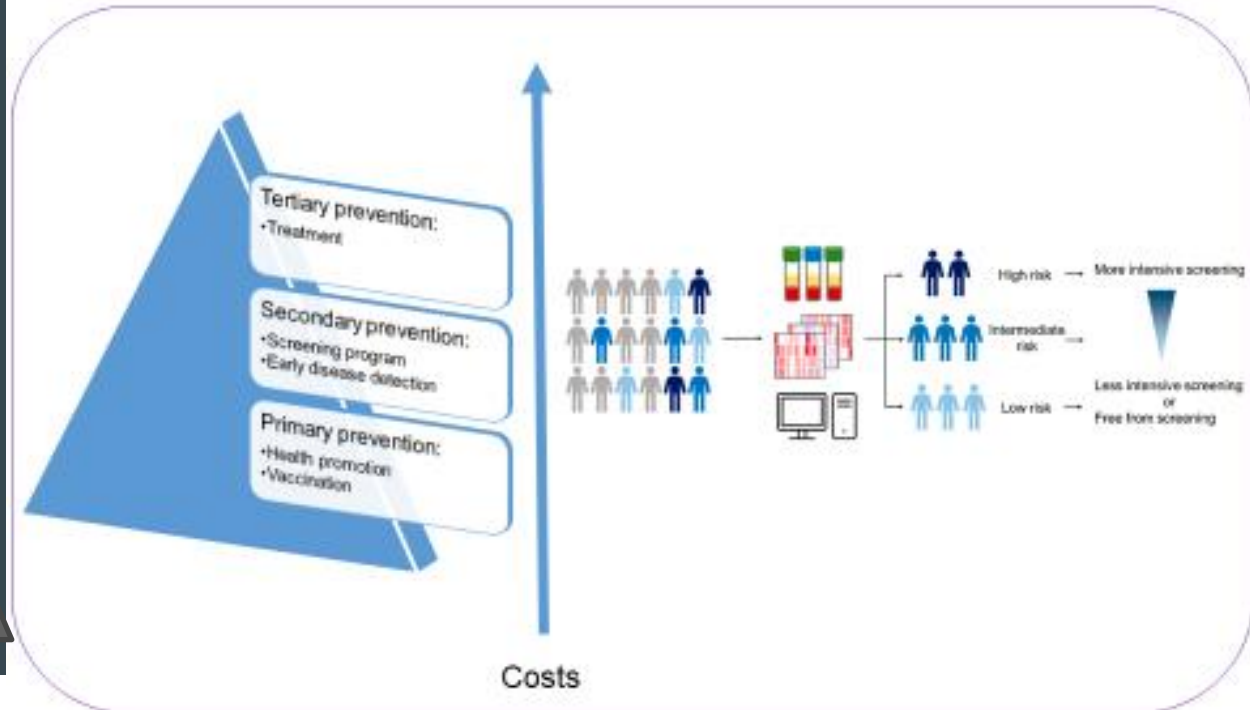 Tertiary prevention:
•Treatment
Secondary prevention:
•Screening program
•Early disease detection
Primary prevention:
•Health promotion
•Vaccination
Costs
High risk
More intensive screening
Intermediate
risk
Low risk
Less intensive screening
or
Free from screening